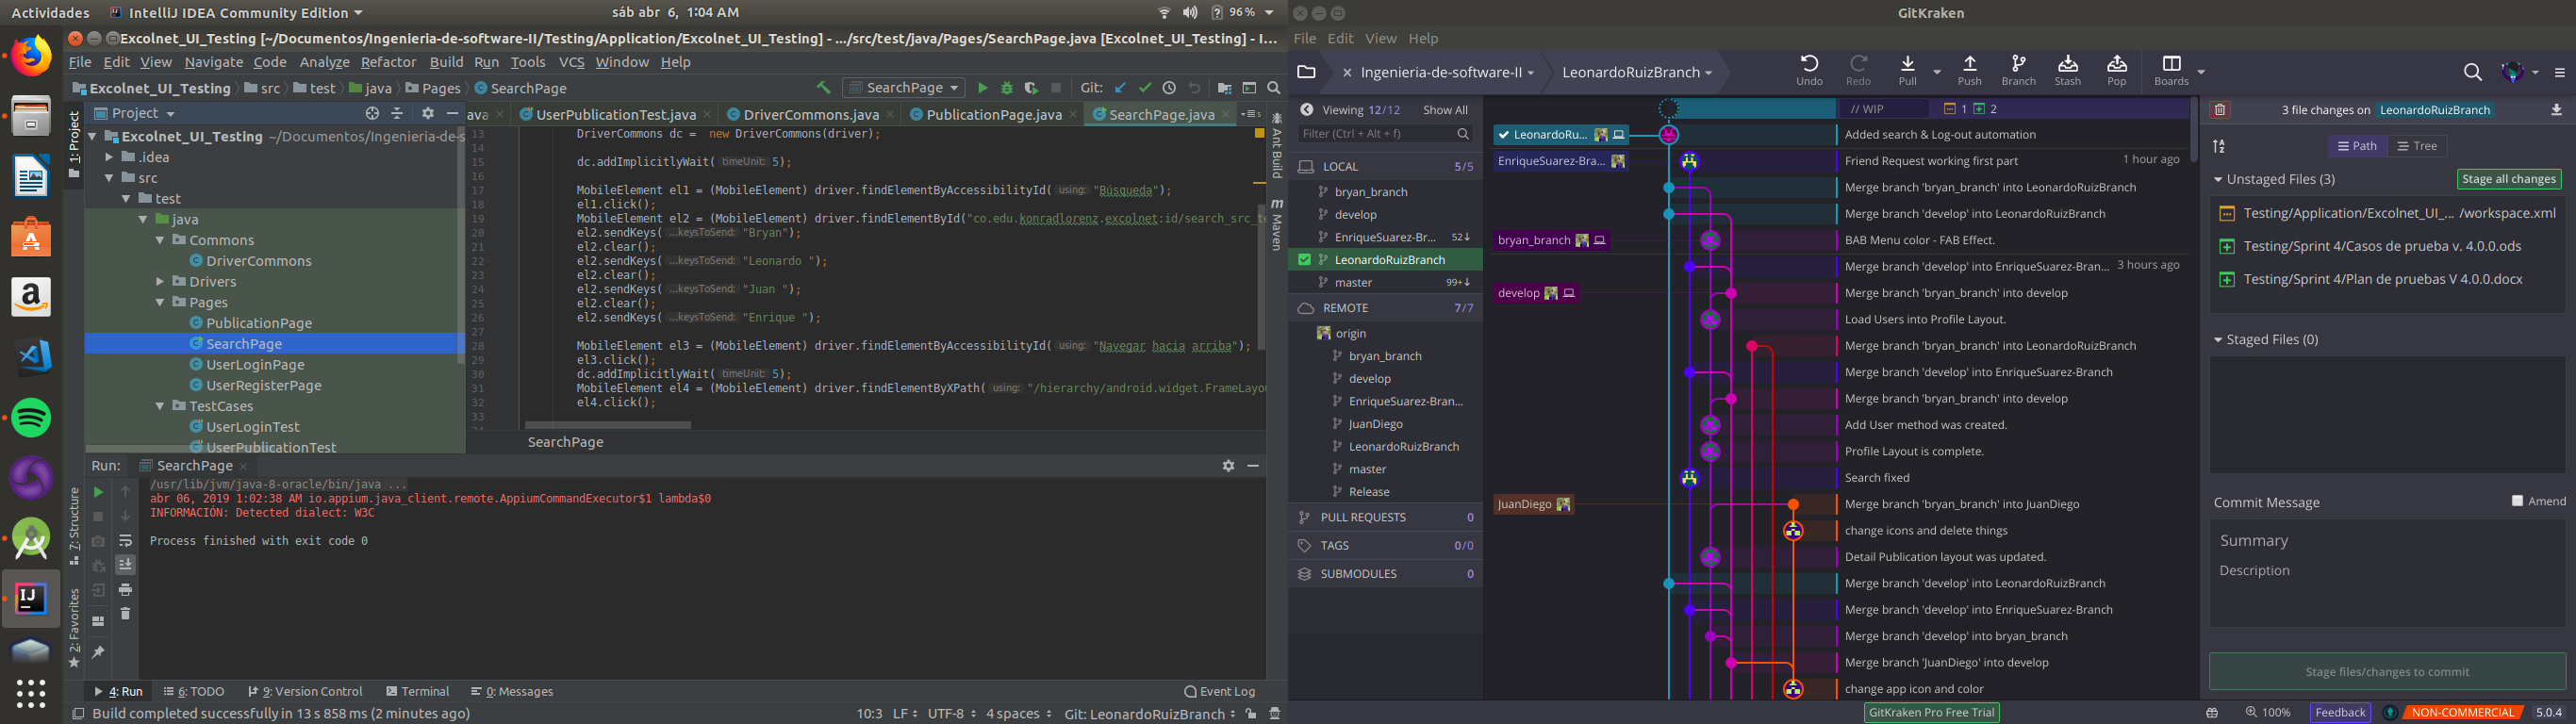 Actividades
IntelliJ IDEA Community Edition
sáb abr 6, 1:04 AM
96 %
Excolnet_UI_Testing [~/Documentos/Ingenieria-de-software-II/Testing/Application/Excolnet_UI_Testing] - .../src/test/java/Pages/SearchPage.java [Excolnet_UI_Testing] - I...
File Edit View Navigate Code Analyze Refactor Build Run Tools VCS Window Help
Excolnet_UI_Testing src test java Pages SearchPage
SearchPage
Git:
1: Project
Project
Excolnet_UI_Testing ~/Documentos/Ingenieria-de-s
.idea
src
test
java
Commons
DriverCommons
Drivers
Pages
PublicationPage
SearchPage
UserLoginPage
UserRegisterPage
TestCases
UserLoginTest
UserPublicationTest
ava × UserPublicationTest.java × DriverCommons.java × PublicationPage.java × SearchPage.java ×
13 DriverCommons dc = new DriverCommons(driver);
14
15 dc.addImplicitlyWait( timeUnit: 5);
16
17 MobileElement el1 = (MobileElement) driver.findElementByAccessibilityId( using: "Búsqueda");
18 el1.click();
19 MobileElement el2 = (MobileElement) driver.findElementById("co.edu.konradlorenz.excolnet:id/search_src_te
20 el2.sendKeys( ...keysToSend: "Bryan");
21 el2.clear();
22 el2.sendKeys( ...keysToSend: "Leonardo ");
23 el2.clear();
24 el2.sendKeys( ...keysToSend: "Juan ");
25 el2.clear();
26 el2.sendKeys( ...keysToSend: "Enrique ");
27
28 MobileElement el3 = (MobileElement) driver.findElementByAccessibilityId( using: "Navegar hacia arriba");
29 el3.click();
30 dc.addImplicitlyWait( timeUnit: 5);
31 MobileElement el4 = (MobileElement) driver.findElementByXPath( using: "/hierarchy/android.widget.FrameLayou
32 el4.click();
33
SearchPage
Ant Build
Maven
Run: SearchPage ×
/usr/lib/jvm/java-8-oracle/bin/java ...
abr 06, 2019 1:02:38 AM io.appium.java_client.remote.AppiumCommandExecutor$1 lambda$0
INFORMACIÓN: Detected dialect: W3C
Process finished with exit code 0
7: Structure
2: Favorites
4: Run 6: TODO 9: Version Control Terminal 0: Messages Event Log
Build completed successfully in 13 s 858 ms (2 minutes ago)
10:3 LF UTF-8 4 spaces Git: LeonardoRuizBranch
GitKraken
File Edit View Help
Ingenieria-de-software-II LeonardoRuizBranch
Undo Redo Pull Push Branch Stash Pop Boards
Viewing 12/12 Show All
Filter (Ctrl + Alt + f)
LOCAL 5/5
bryan_branch
develop
EnriqueSuarez-Br... 52↓
LeonardoRuizBranch
master 99+↓
REMOTE 7/7
origin
bryan_branch
develop
EnriqueSuarez-Bran...
JuanDiego
LeonardoRuizBranch
master
Release
PULL REQUESTS 0
TAGS 0/0
SUBMODULES 0
// WIP 1 2
LeonardoRu... Added search & Log-out automation
EnriqueSuarez-Bra... Friend Request working first part 1 hour ago
Merge branch 'bryan_branch' into LeonardoRuizBranch
Merge branch 'develop' into LeonardoRuizBranch
bryan_branch BAB Menu color - FAB Effect.
Merge branch 'develop' into EnriqueSuarez-Bran... 3 hours ago
develop Merge branch 'bryan_branch' into develop
Load Users into Profile Layout.
Merge branch 'bryan_branch' into LeonardoRuizBranch
Merge branch 'develop' into EnriqueSuarez-Branch
Merge branch 'bryan_branch' into develop
Add User method was created.
Profile Layout is complete.
Search fixed
JuanDiego Merge branch 'bryan_branch' into JuanDiego
change icons and delete things
Detail Publication layout was updated.
Merge branch 'develop' into LeonardoRuizBranch
Merge branch 'develop' into EnriqueSuarez-Branch
Merge branch 'develop' into bryan_branch
Merge branch 'JuanDiego' into develop
change app icon and color
3 file changes on LeonardoRuizBranch
Path Tree
Unstaged Files (3) Stage all changes
Testing/Application/Excolnet_UI_... /workspace.xml
Testing/Sprint 4/Casos de prueba v. 4.0.0.ods
Testing/Sprint 4/Plan de pruebas V 4.0.0.docx
Staged Files (0)
Commit Message Amend
Summary
Description
Stage files/changes to commit
GitKraken Pro Free Trial
100% Feedback NON-COMMERCIAL 5.0.4